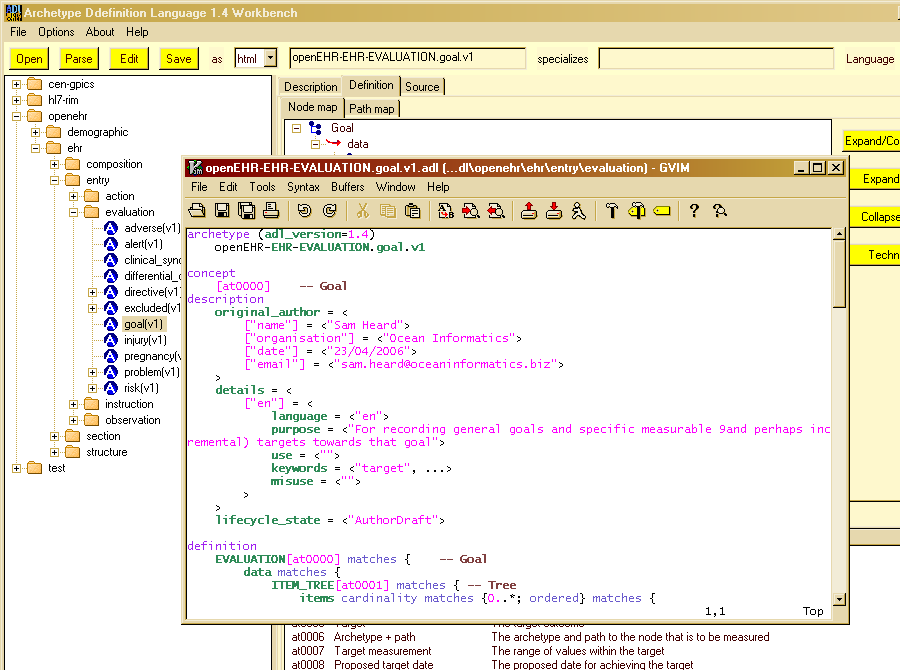 Archetype Ddefinition Language 1.4 Workbench
File Options About Help
Open Parse Edit Save as html openEHR-EHR-EVALUATION.goal.v1 specializes Language
cen-gpics
hl7-rim
openehr
demographic
ehr
composition
entry
action
evaluation
adverse(v1)
alert(v1)
clinical_sync
differential_
directive(v1)
excluded(v1
goal(v1)
injury(v1)
pregnancy(v
problem(v1)
risk(v1)
instruction
observation
section
structure
test
Description Definition Source
Node map Path map
Goal
data
Expand/Co
Expand
Collapse
Techn
openEHR-EHR-EVALUATION.goal.v1.adl (...dl\openehr\ehr\entry\evaluation) - GVIM
File Edit Tools Syntax Buffers Window Help
archetype (adl_version=1.4)
openEHR-EHR-EVALUATION.goal.v1
concept
[at0000] -- Goal
description
original_author = <
["name"] = <"Sam Heard">
["organisation"] = <"Ocean Informatics">
["date"] = <"23/04/2006">
["email"] = <"sam.heard@oceaninformatics.biz">
>
details = <
["en"] = <
language = <"en">
purpose = <"For recording general goals and specific measurable 9and perhaps inc
remental) targets towards that goal">
use = <"">
keywords = <"target", ...>
misuse = <"">
>
>
lifecycle_state = <"AuthorDraft">
definition
EVALUATION[at0000] matches { -- Goal
data matches {
ITEM_TREE[at0001] matches { -- Tree
items cardinality matches {0..*; ordered} matches {
1,1 Top
at0005 Target The target outcome
at0006 Archetype + path The archetype and path to the node that is to be measured
at0007 Target measurement The range of values within the target
at0008 Proposed target date The proposed date for achieving the target